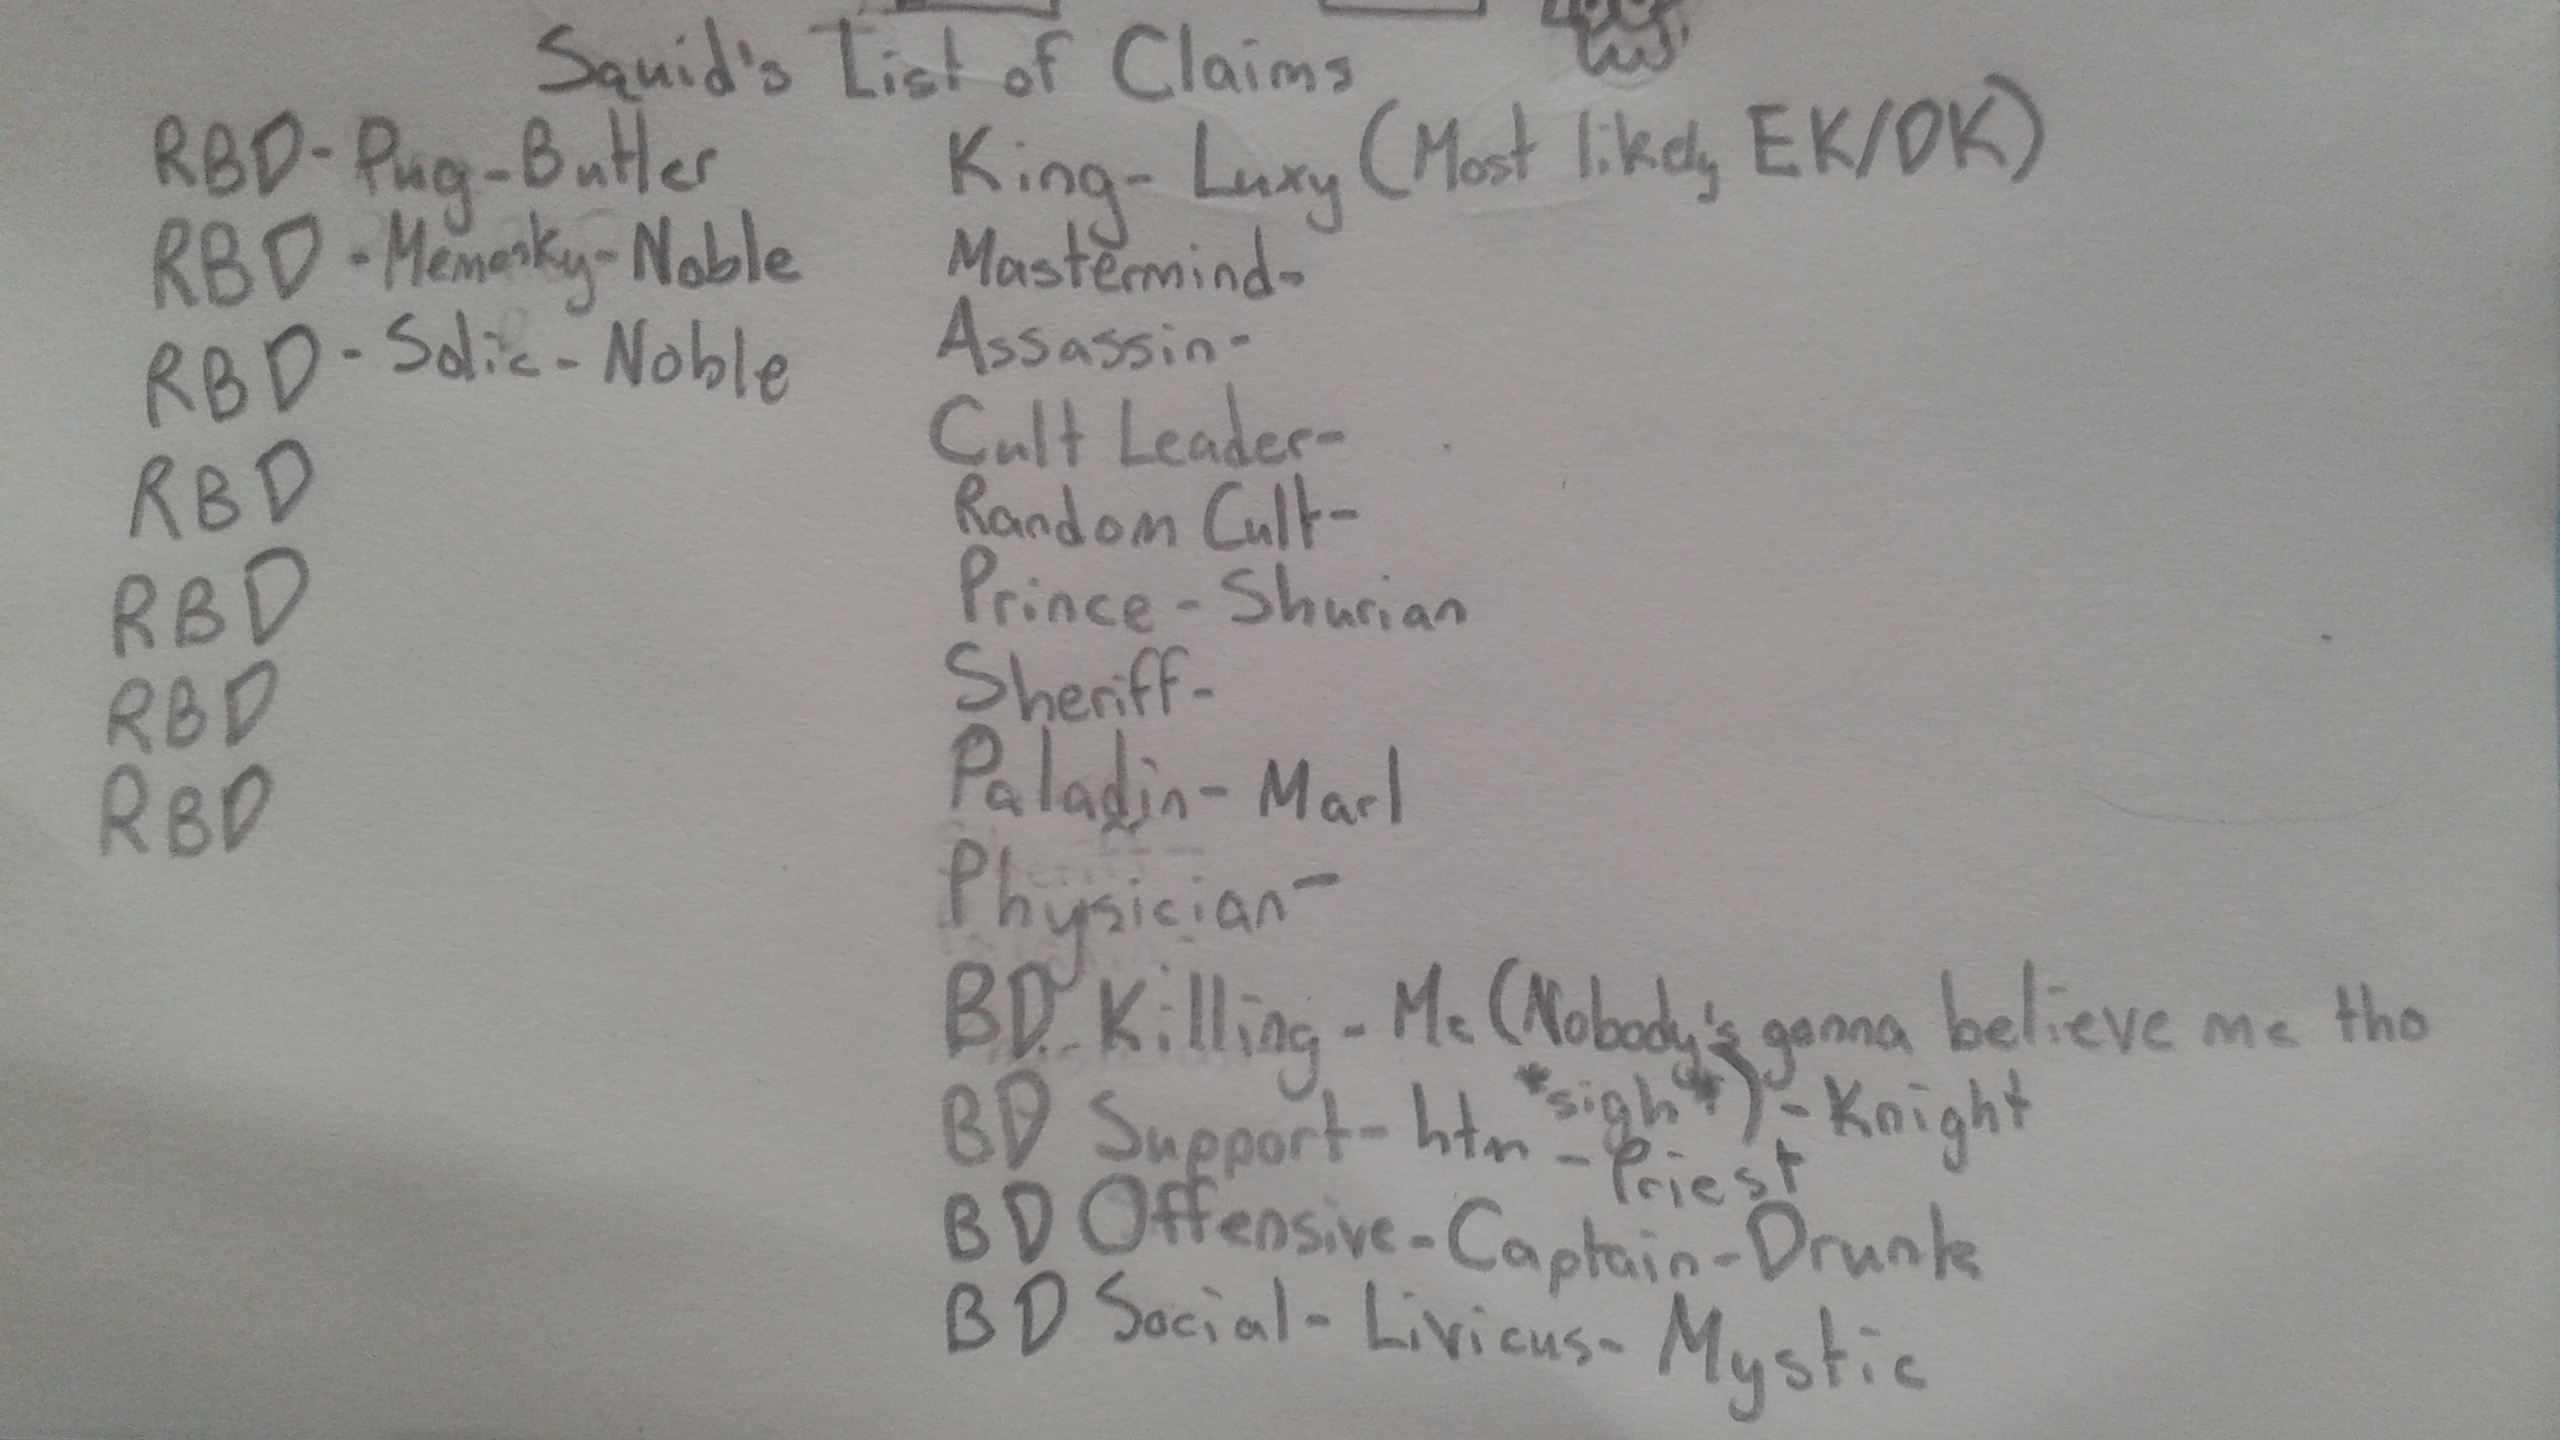 Squid's List of Claims
RBD-Pug-Butler
RBD-Memesky-Noble
RBD-Solic-Noble
RBD
RBD
RBD
RBD
King-Luxy (Most likely EK/DK)
Mastermind-
Assassin-
Cult Leader-
Random Cult-
Prince-Shurian
Sheriff-
Paladin-Marl
Physician-
BD Killing-Me (Nobody's gonna believe me tho
*sigh*)-Knight
BD Support-htm-Priest
BD Offensive-Captain-Drunk
BD Social-Livicus-Mystic